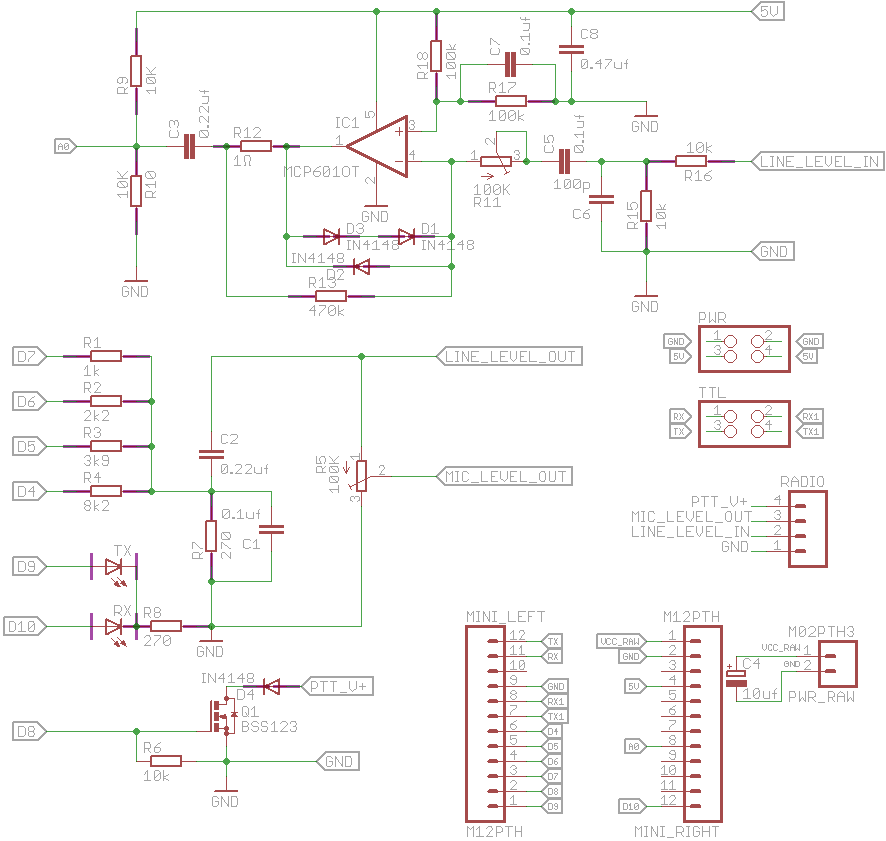 5V
R9
10K
A0
10K
R10
GND
C3
0.22uf
R12
1Ω
IC1
MCP601OT
1
5
2
3
4
+
-
GND
R18
100k
C7
0.1uf
C8
0.47uf
R17
100k
GND
1
2
3
100K
R11
C5
0.1uf
100p
C6
10k
R16
LINE_LEVEL_IN
R15
10k
GND
GND
D3
IN4148
D1
IN4148
IN4148
D2
R13
470k
D7
R1
1k
D6
R2
2k2
D5
R3
3k9
D4
R4
8k2
LINE_LEVEL_OUT
C2
0.22uf
R5
100K
1
2
3
MIC_LEVEL_OUT
R7
270
0.1uf
C1
D9
TX
D10
RX
R8
270
GND
PWR
GND
5V
1
3
2
4
GND
5V
TTL
RX
TX
1
3
2
4
RX1
TX1
RADIO
PTT_V+
4
MIC_LEVEL_OUT
3
LINE_LEVEL_IN
2
GND
1
IN4148
D4
PTT_V+
Q1
BSS123
D8
R6
10k
GND
GND
MINI_LEFT
12
TX
11
RX
10
9
GND
8
RX1
7
TX1
6
D4
5
D5
4
D6
3
D7
2
D8
1
D9
M12PTH
M12PTH
VCC_RAW
1
GND
2
3
5V
4
5
6
7
A0
8
9
10
11
D10
12
MINI_RIGHT
M02PTH3
VCC_RAW
1
GND
2
+
C4
10uf
PWR_RAW